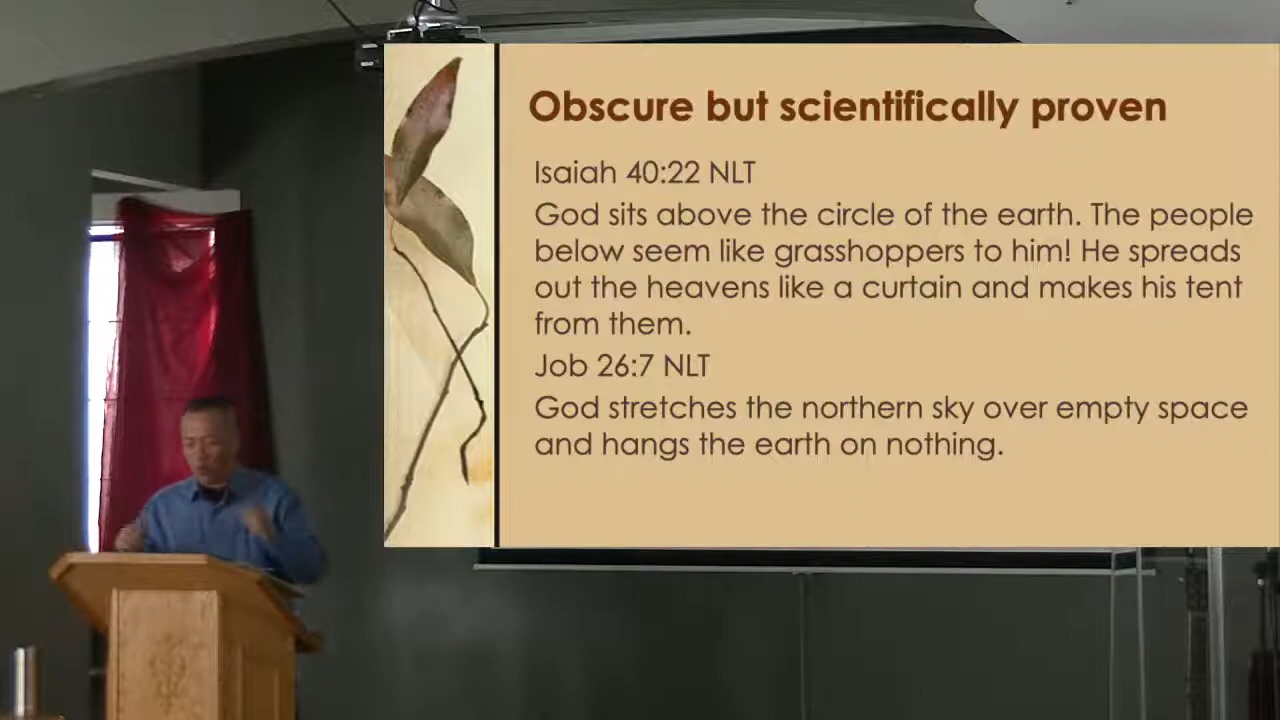 Obscure but scientifically proven
Isaiah 40:22 NLT
God sits above the circle of the earth. The people
below seem like grasshoppers to him! He spreads
out the heavens like a curtain and makes his tent
from them.
Job 26:7 NLT
God stretches the northern sky over empty space
and hangs the earth on nothing.